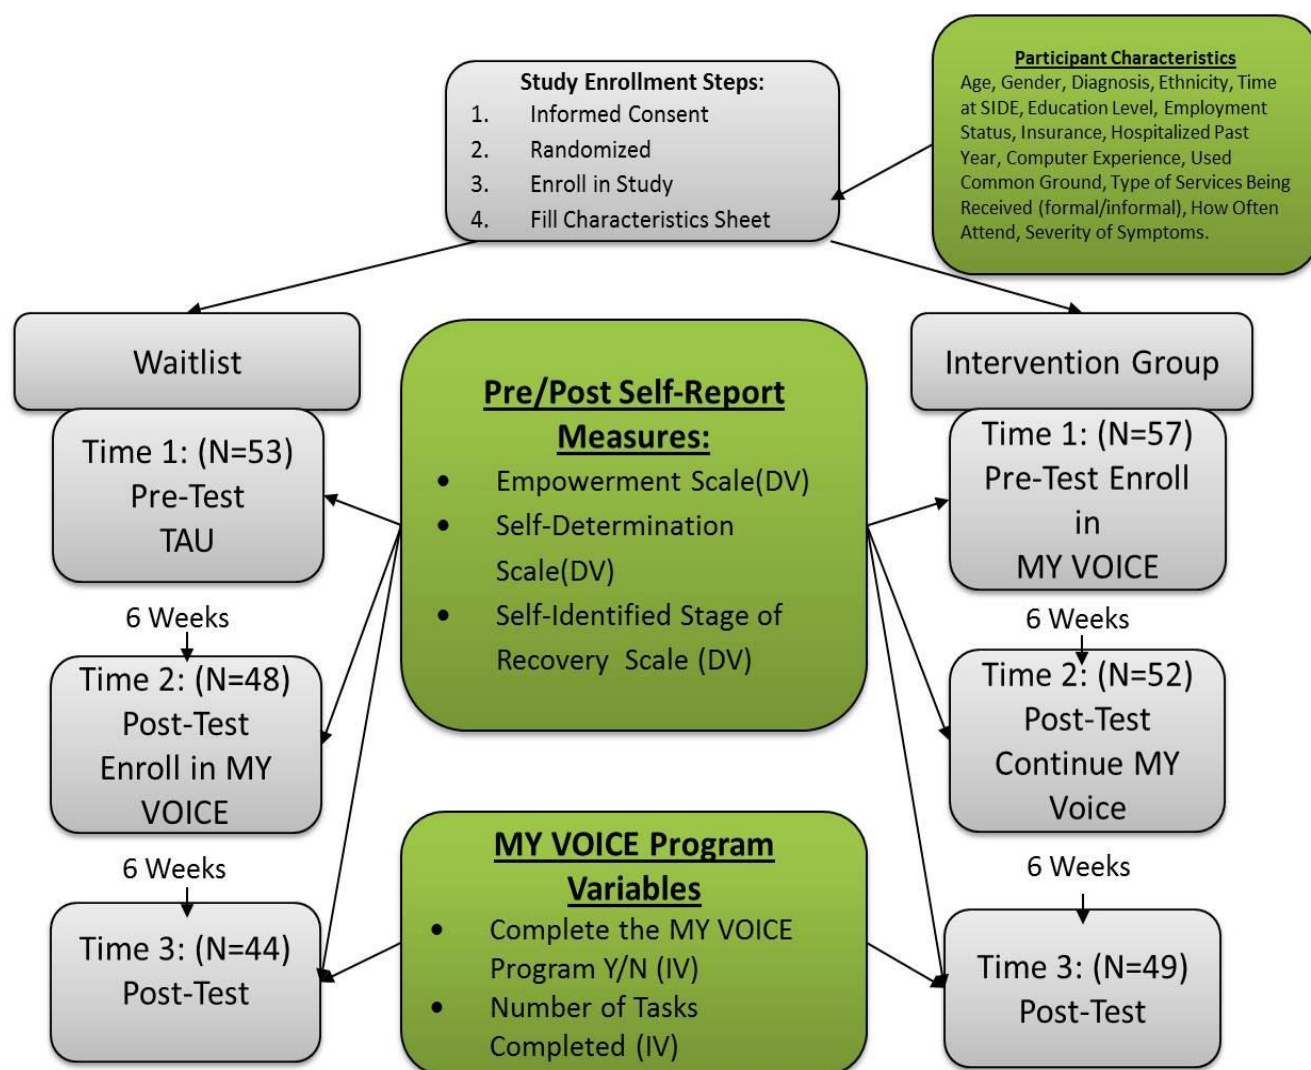 Study Enrollment Steps:
1. Informed Consent
2. Randomized
3. Enroll in Study
4. Fill Characteristics Sheet
Participant Characteristics
Age, Gender, Diagnosis, Ethnicity, Time
at SIDE, Education Level, Employment
Status, Insurance, Hospitalized Past
Year, Computer Experience, Used
Common Ground, Type of Services Being
Received (formal/informal), How Often
Attend, Severity of Symptoms.
Waitlist
Time 1: (N=53)
Pre-Test
TAU
6 Weeks
Time 2: (N=48)
Post-Test
Enroll in MY
VOICE
6 Weeks
Time 3: (N=44)
Post-Test
Pre/Post Self-Report
Measures:
• Empowerment Scale(DV)
• Self-Determination
Scale(DV)
• Self-Identified Stage of
Recovery Scale (DV)
MY VOICE Program
Variables
• Complete the MY VOICE
Program Y/N (IV)
• Number of Tasks
Completed (IV)
Intervention Group
Time 1: (N=57)
Pre-Test Enroll
in
MY VOICE
6 Weeks
Time 2: (N=52)
Post-Test
Continue MY
Voice
6 Weeks
Time 3: (N=49)
Post-Test